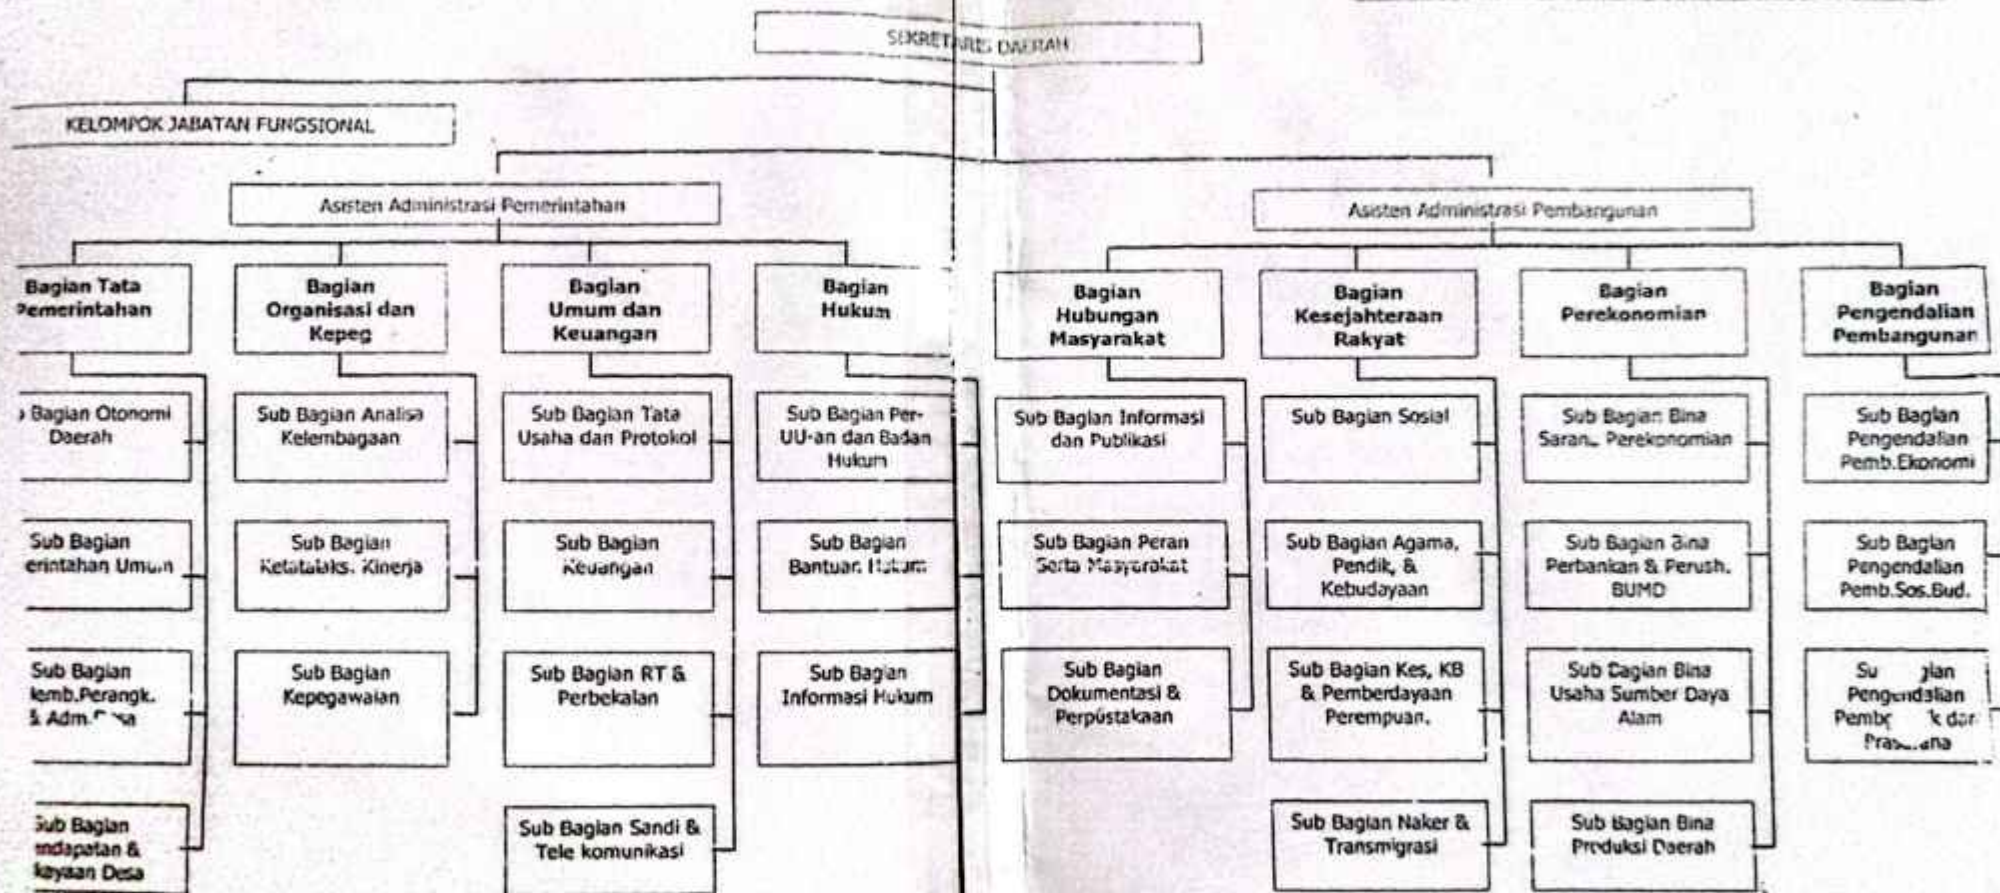 SEKRETARIS DAERAH
KELOMPOK JABATAN FUNGSIONAL
Asisten Administrasi Pemerintahan
Asisten Administrasi Pembangunan
Bagian Tata
Pemerintahan
Bagian
Organisasi dan
Kepeg
Bagian
Umum dan
Keuangan
Bagian
Hukum
Bagian
Hubungan
Masyarakat
Bagian
Kesejahteraan
Rakyat
Bagian
Perekonomian
Bagian
Pengendalian
Pembangunan
Bagian Otonomi
Daerah
Sub Bagian Analisa
Kelembagaan
Sub Bagian Tata
Usaha dan Protokol
Sub Bagian Per-
UU-an dan Badan
Hukum
Sub Bagian Informasi
dan Publikasi
Sub Bagian Sosial
Sub Bagian Bina
Perekonomian
Sub Bagian
Pengendalian
Pemb.Ekonomi
Sub Bagian
Umum
Sub Bagian
Ketatalaks. Kinerja
Sub Bagian
Keuangan
Sub Bagian
Bantuan Hukum
Sub Bagian Peran
Serta Masyarakat
Sub Bagian Agama,
Pendik, &
Kebudayaan
Sub Bagian Bina
Perbankan & Perush.
BUMD
Sub Bagian
Pengendalian
Pemb.Sos.Bud.
Sub Bagian
& Adm.
Sub Bagian
Kepegawaian
Sub Bagian RT &
Perbekalan
Sub Bagian
Informasi Hukum
Sub Bagian
Dokumentasi &
Perpustakaan
Sub Bagian Kes, KB
& Pemberdayaan
Perempuan.
Sub Bagian Bina
Usaha Sumber Daya
Alam
Pengendalian
Sub Bagian
&
Desa
Sub Bagian Sandi &
Tele komunikasi
Sub Bagian Naker &
Transmigrasi
Sub Bagian Bina
Produksi Daerah